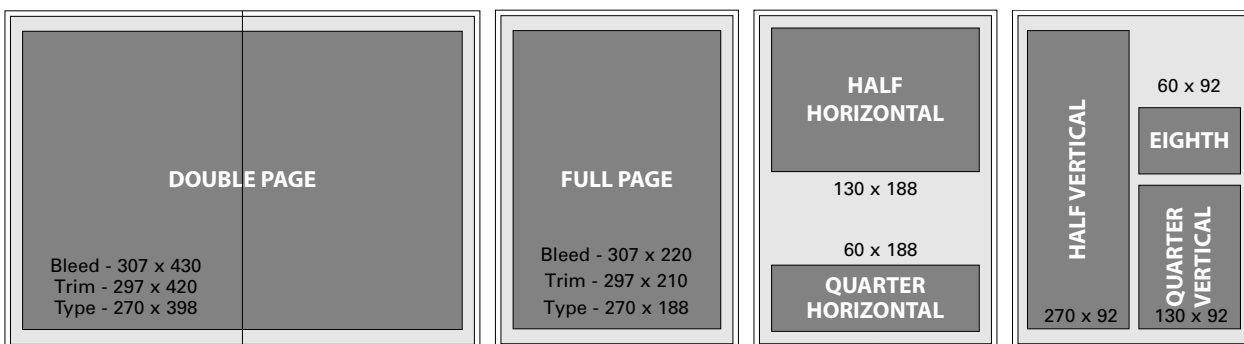 DOUBLE PAGE
Bleed - 307 x 430
Trim - 297 x 420
Type - 270 x 398
FULL PAGE
Bleed - 307 x 220
Trim - 297 x 210
Type - 270 x 188
HALF
HORIZONTAL
130 x 188
60 x 188
QUARTER
HORIZONTAL
HALF VERTICAL
270 x 92
60 x 92
EIGHTH
QUARTER
VERTICAL
130 x 92